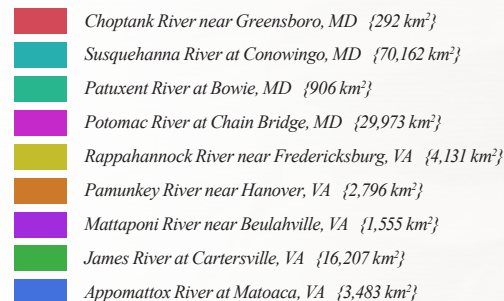 Choptank River near Greensboro, MD {292 km²}
Susquehanna River at Conowingo, MD {70,162 km²}
Patuxent River at Bowie, MD {906 km²}
Potomac River at Chain Bridge, MD {29,973 km²}
Rappahannock River near Fredericksburg, VA {4,131 km²}
Pamunkey River near Hanover, VA {2,796 km²}
Mattaponi River near Beulahville, VA {1,555 km²}
James River at Cartersville, VA {16,207 km²}
Appomattox River at Matoaca, VA {3,483 km²}